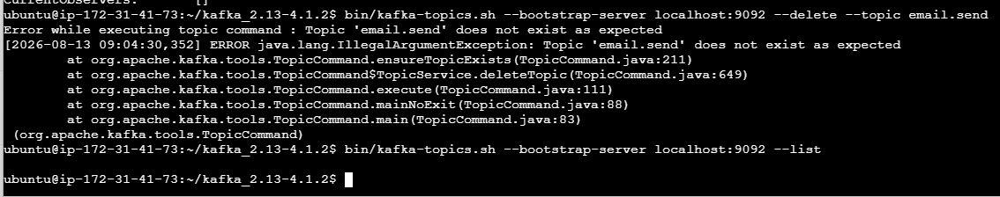 CurrentObservers:       []
ubuntu@ip-172-31-41-73:~/kafka_2.13-4.1.2$ bin/kafka-topics.sh --bootstrap-server localhost:9092 --delete --topic email.send
Error while executing topic command : Topic 'email.send' does not exist as expected
[2026-08-13 09:04:30,352] ERROR java.lang.IllegalArgumentException: Topic 'email.send' does not exist as expected
        at org.apache.kafka.tools.TopicCommand.ensureTopicExists(TopicCommand.java:211)
        at org.apache.kafka.tools.TopicCommand$TopicService.deleteTopic(TopicCommand.java:649)
        at org.apache.kafka.tools.TopicCommand.execute(TopicCommand.java:111)
        at org.apache.kafka.tools.TopicCommand.mainNoExit(TopicCommand.java:88)
        at org.apache.kafka.tools.TopicCommand.main(TopicCommand.java:83)
 (org.apache.kafka.tools.TopicCommand)
ubuntu@ip-172-31-41-73:~/kafka_2.13-4.1.2$ bin/kafka-topics.sh --bootstrap-server localhost:9092 --list

ubuntu@ip-172-31-41-73:~/kafka_2.13-4.1.2$